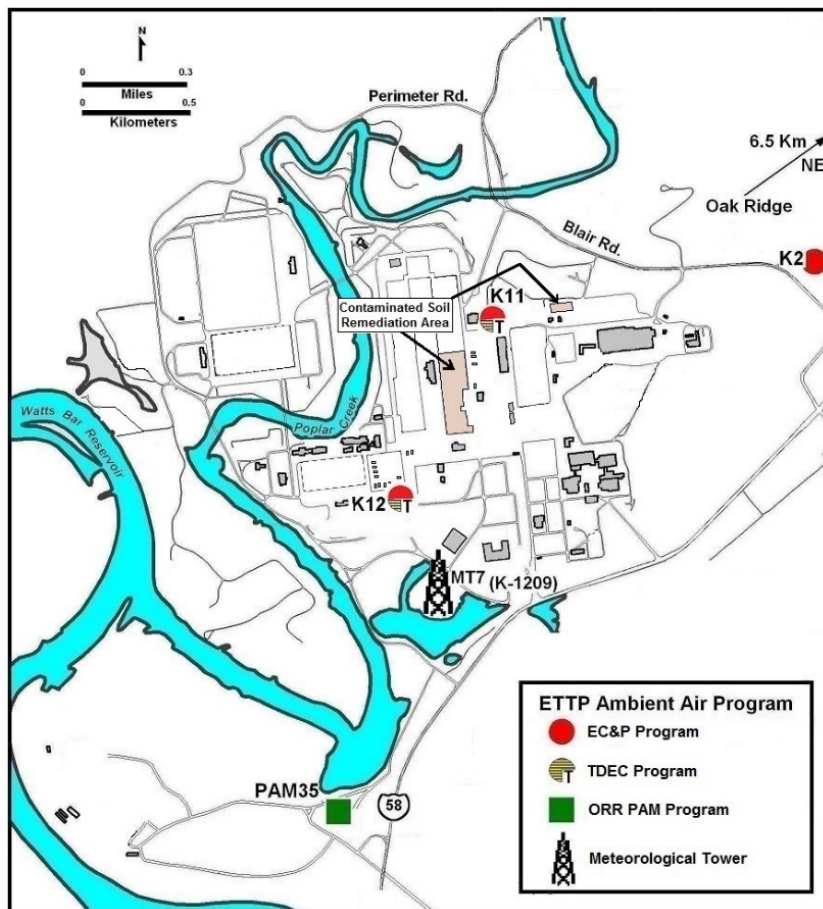 N
0 0.3
Miles
0 0.5
Kilometers
Perimeter Rd.
6.5 Km
NE
Oak Ridge
Blair Rd.
K2
K11
T
Contaminated Soil
Remediation Area
Watts Bar Reservoir
Poplar Creek
K12
T
MT7 (K-1209)
PAM35
58
ETTP Ambient Air Program
EC&P Program
T TDEC Program
ORR PAM Program
Meteorological Tower